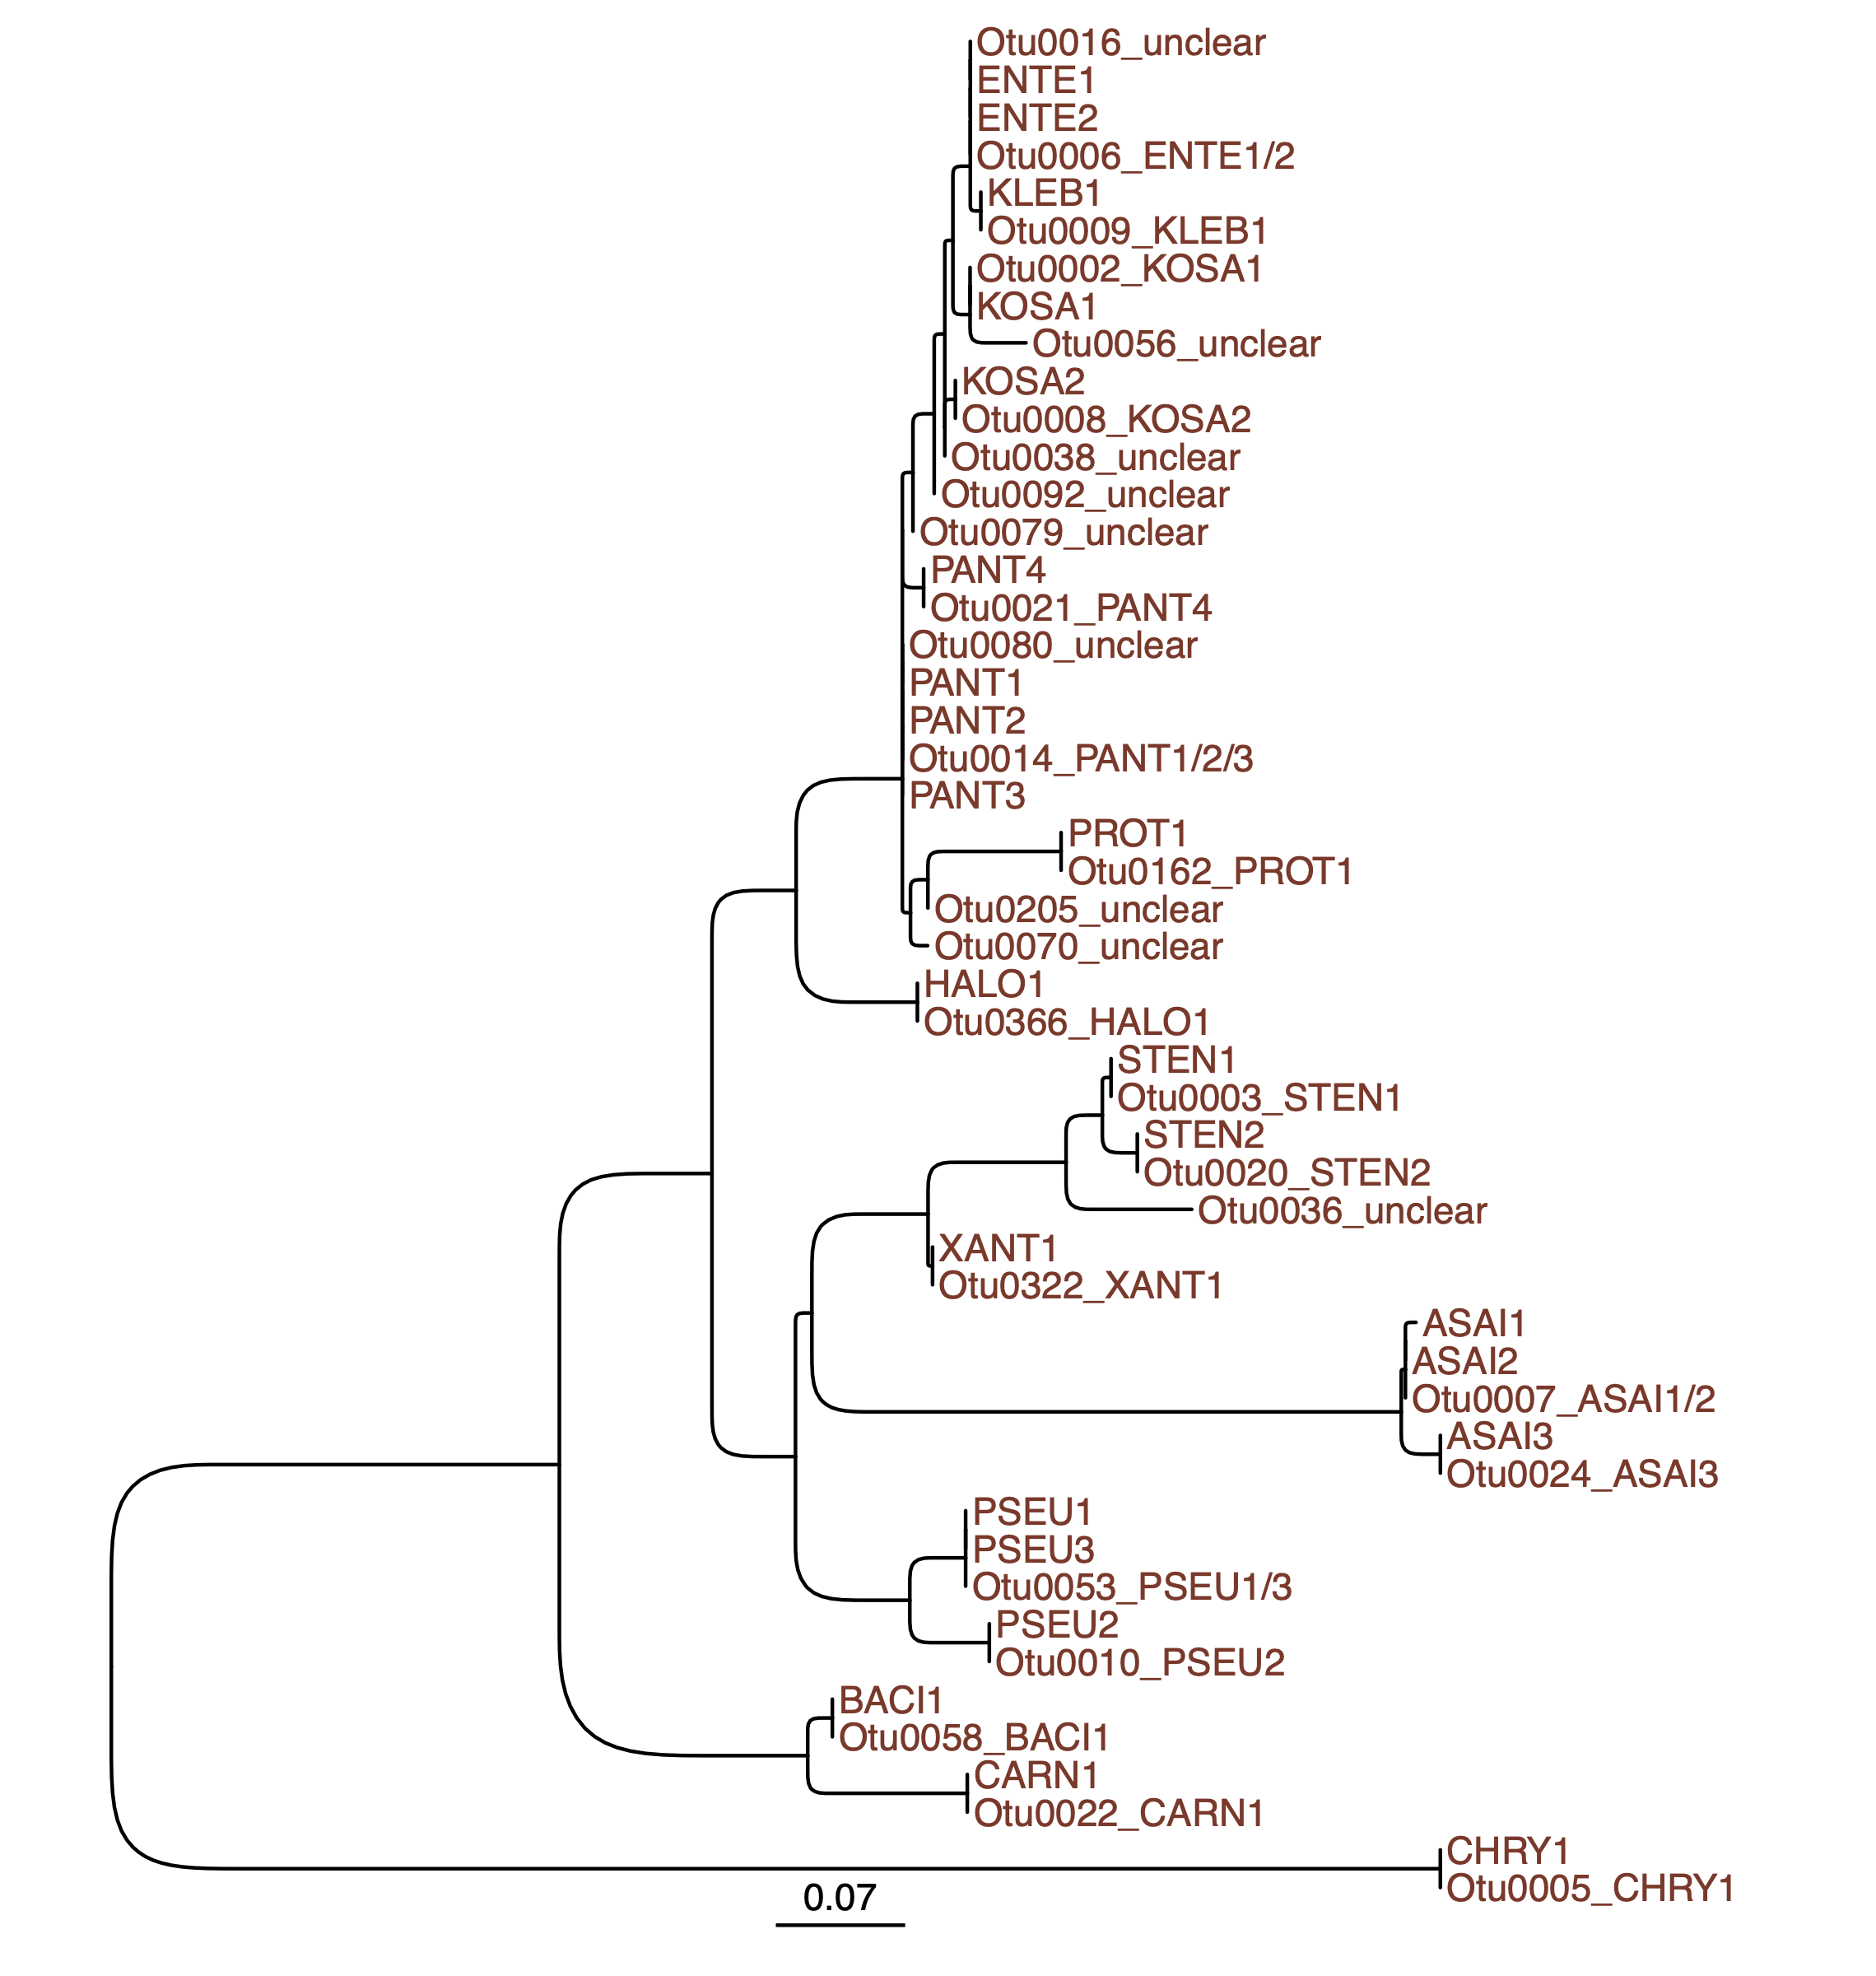 Otu0016_unclear
ENTE1
ENTE2
Otu0006_ENTE1/2
KLEB1
Otu0009_KLEB1
Otu0002_KOSA1
KOSA1
Otu0056_unclear
KOSA2
Otu0008_KOSA2
Otu0038_unclear
Otu0092_unclear
Otu0079_unclear
PANT4
Otu0021_PANT4
Otu0080_unclear
PANT1
PANT2
Otu0014_PANT1/2/3
PANT3
PROT1
Otu0162_PROT1
Otu0205_unclear
Otu0070_unclear
HALO1
Otu0366_HALO1
STEN1
Otu0003_STEN1
STEN2
Otu0020_STEN2
Otu0036_unclear
XANT1
Otu0322_XANT1
ASAI1
ASAI2
Otu0007_ASAI1/2
ASAI3
Otu0024_ASAI3
PSEU1
PSEU3
Otu0053_PSEU1/3
PSEU2
Otu0010_PSEU2
BACI1
Otu0058_BACI1
CARN1
Otu0022_CARN1
CHRY1
Otu0005_CHRY1
0.07